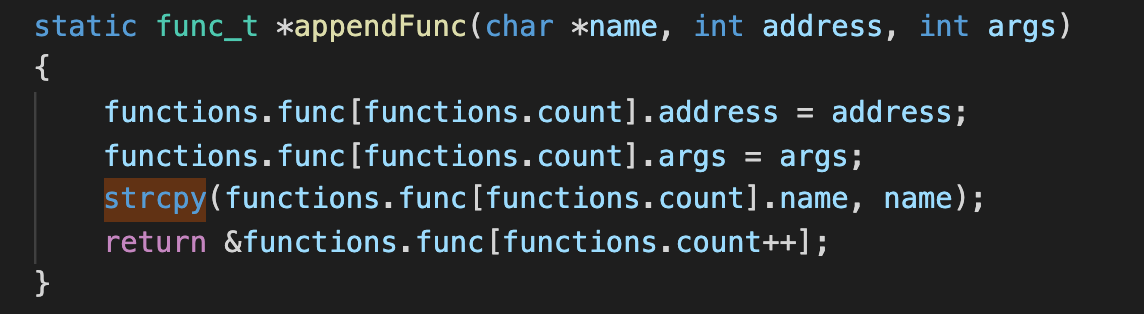 static func_t *appendFunc(char *name, int address, int args)
{
    functions.func[functions.count].address = address;
    functions.func[functions.count].args = args;
    strcpy(functions.func[functions.count].name, name);
    return &functions.func[functions.count++];
}